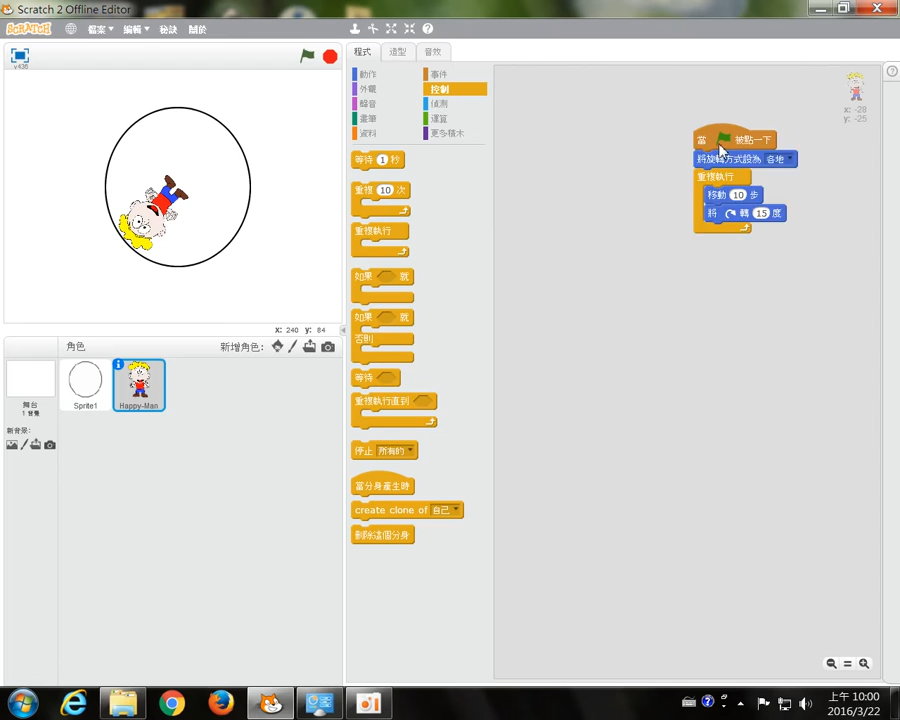 Scratch 2 Offline Editor
SCRATCH 檔案 編輯 秘訣 關於
v438
程式 造型 音效
動作 事件
外觀 控制
聲音 偵測
畫筆 運算
資料 更多積木
等待 1 秒
重複 10 次
重複執行
如果 就
如果 就
否則
等待
重複執行直到
停止 所有的
當分身產生時
create clone of 自己
刪除這個分身
x: -28
y: -25
當 被點一下
將旋轉方式設為 各地
重複執行
移動 10 步
將 轉 15 度
x: 240 y: 84
角色 新增角色:
舞台
1 背景
新背景:
Sprite1
Happy-Man
上午 10:00
2016/3/22